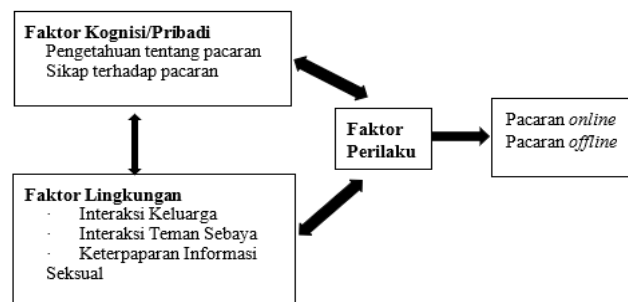 Faktor Kognisi/Pribadi
Pengetahuan tentang pacaran
Sikap terhadap pacaran
Faktor
Perilaku
Pacaran online
Pacaran offline
Faktor Lingkungan
· Interaksi Keluarga
· Interaksi Teman Sebaya
· Keterpaparan Informasi
Seksual